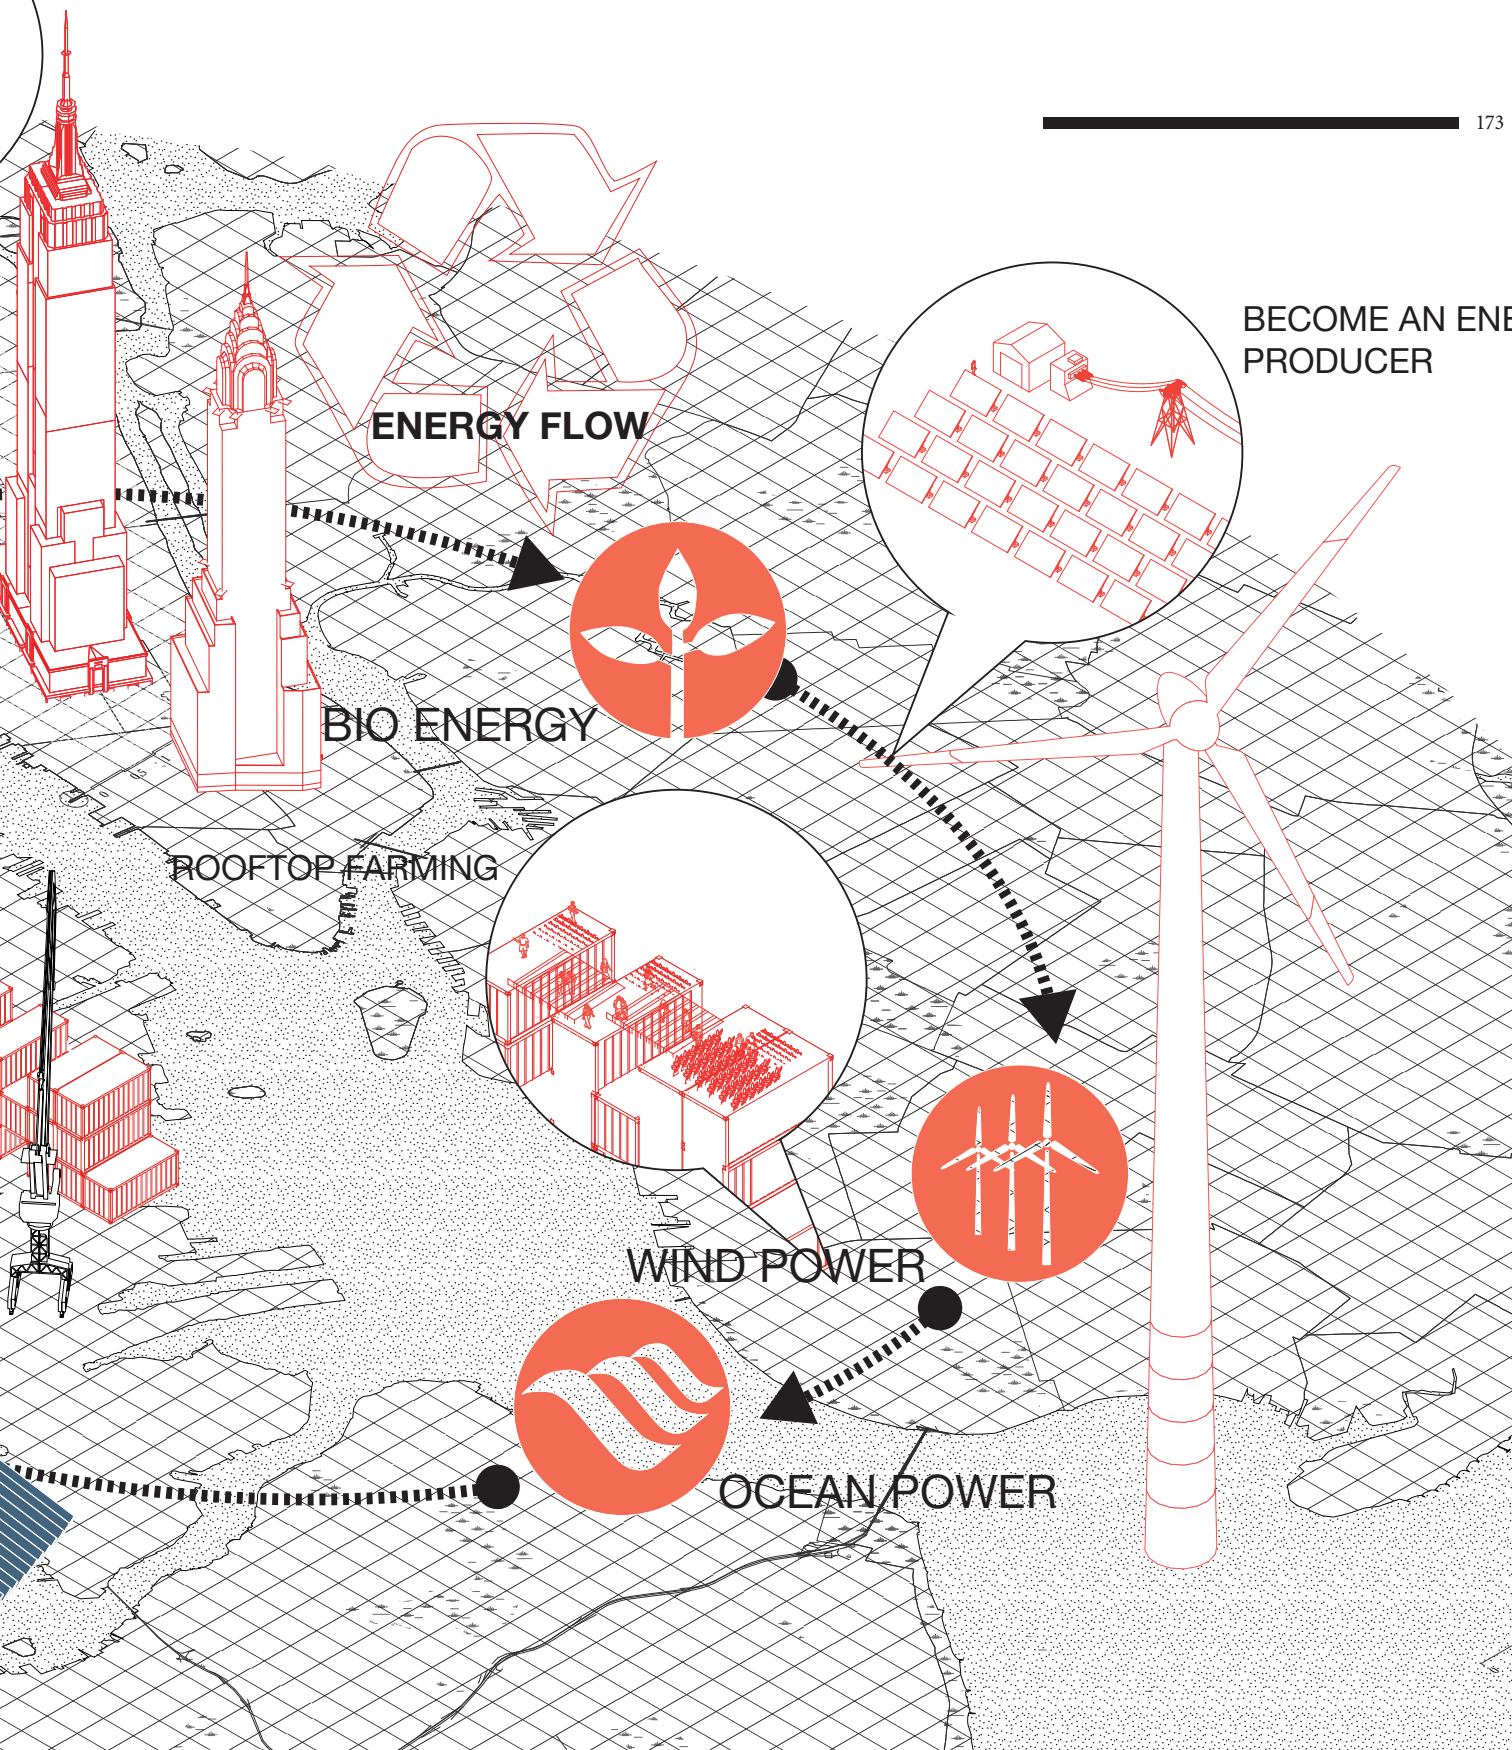 173
BECOME AN ENE
PRODUCER
ENERGY FLOW
BIO ENERGY
ROOFTOP FARMING
WIND POWER
OCEAN POWER